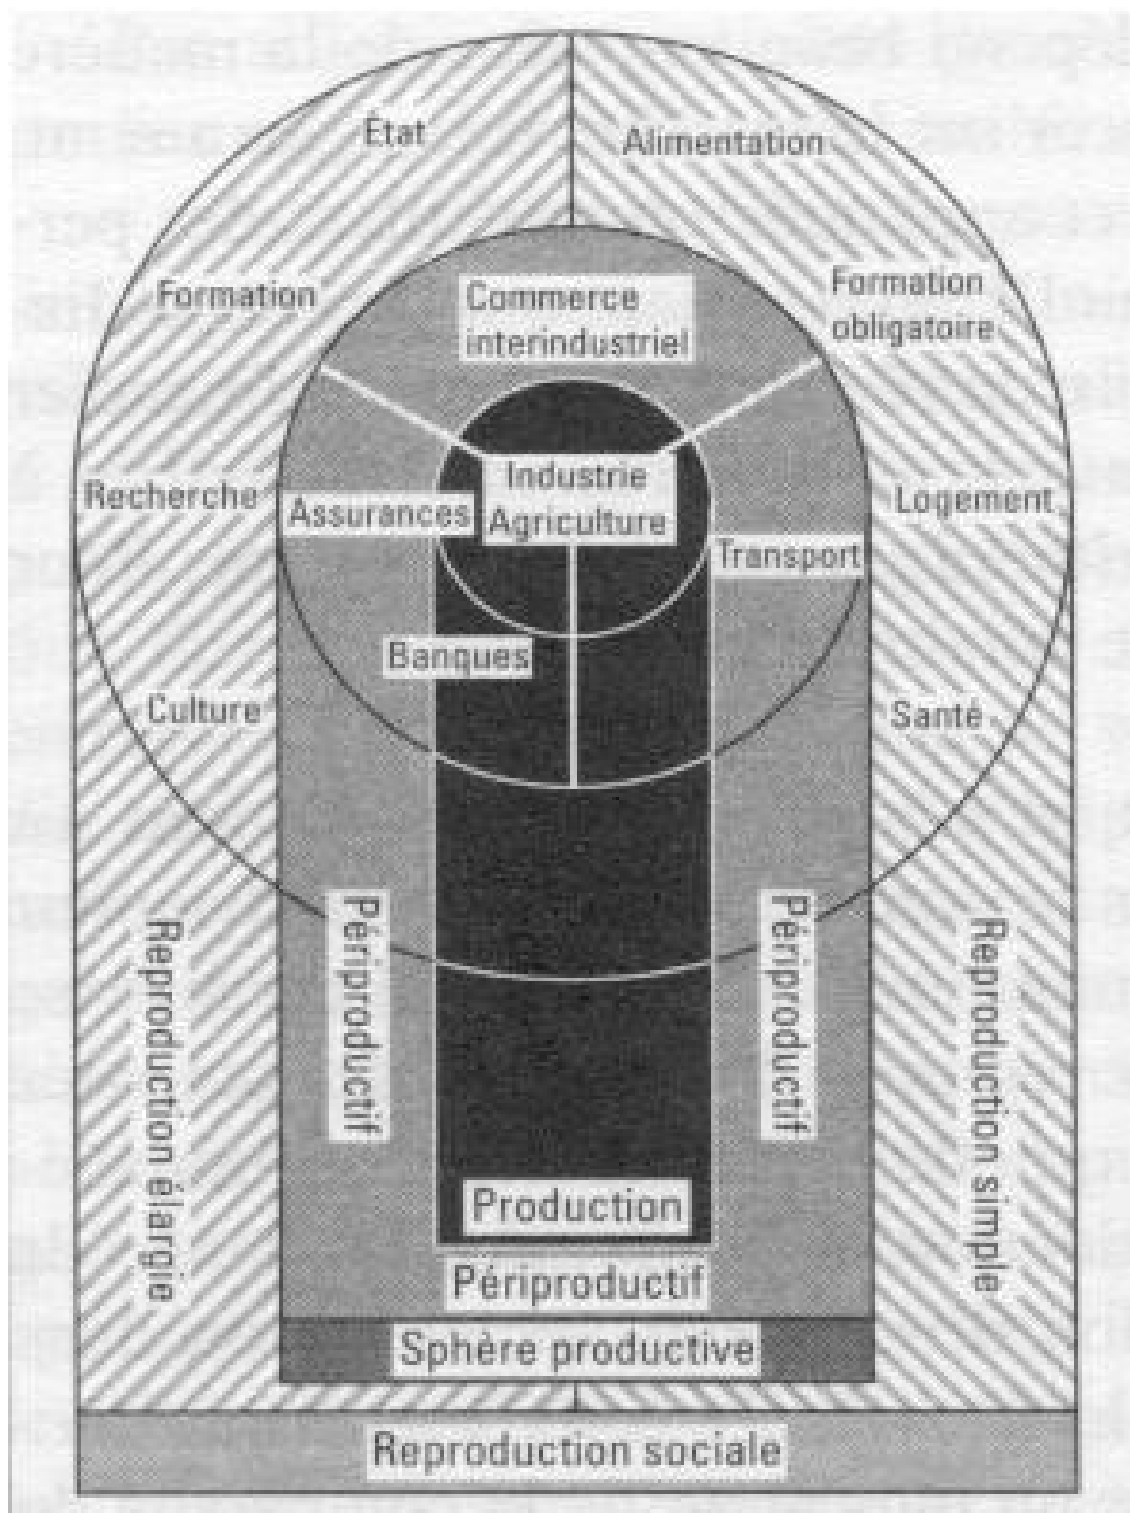 État
Alimentation
Formation
Commerce
interindustriel
Formation
obligatoire
Recherche
Assurances
Industrie
Agriculture
Logement
Transport
Banques
Culture
Santé
Reproduction élargie
Périproductif
Périproductif
Reproduction simple
Production
Périproductif
Sphère productive
Reproduction sociale